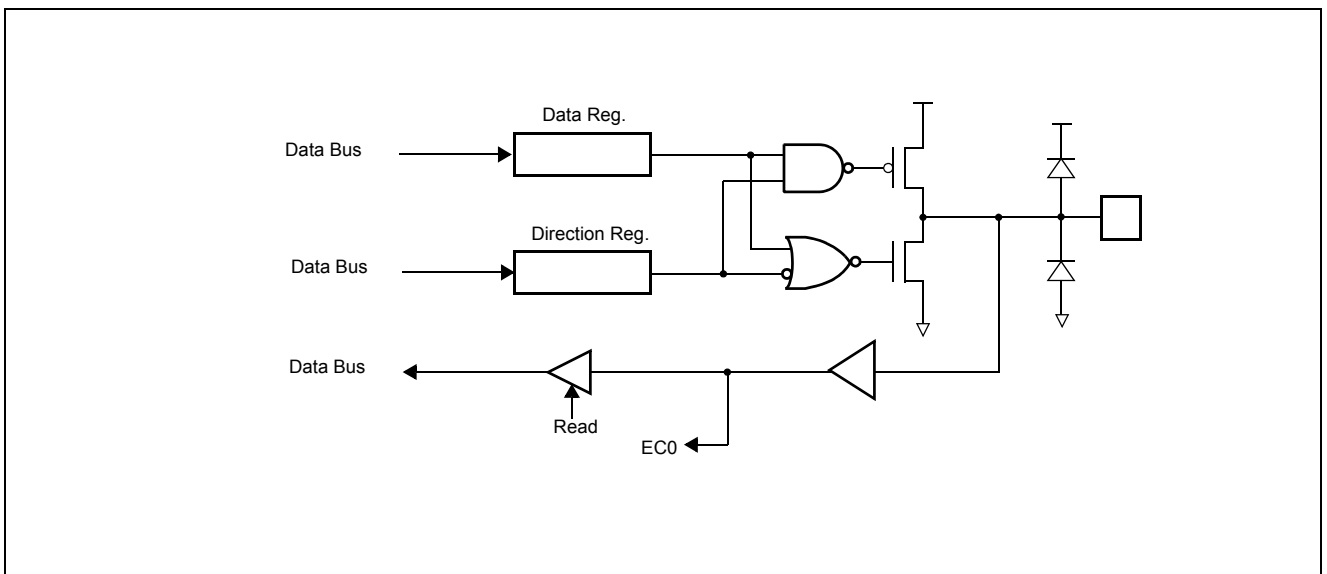 Data Reg.
Data Bus
Direction Reg.
Data Bus
Data Bus
Read
EC0